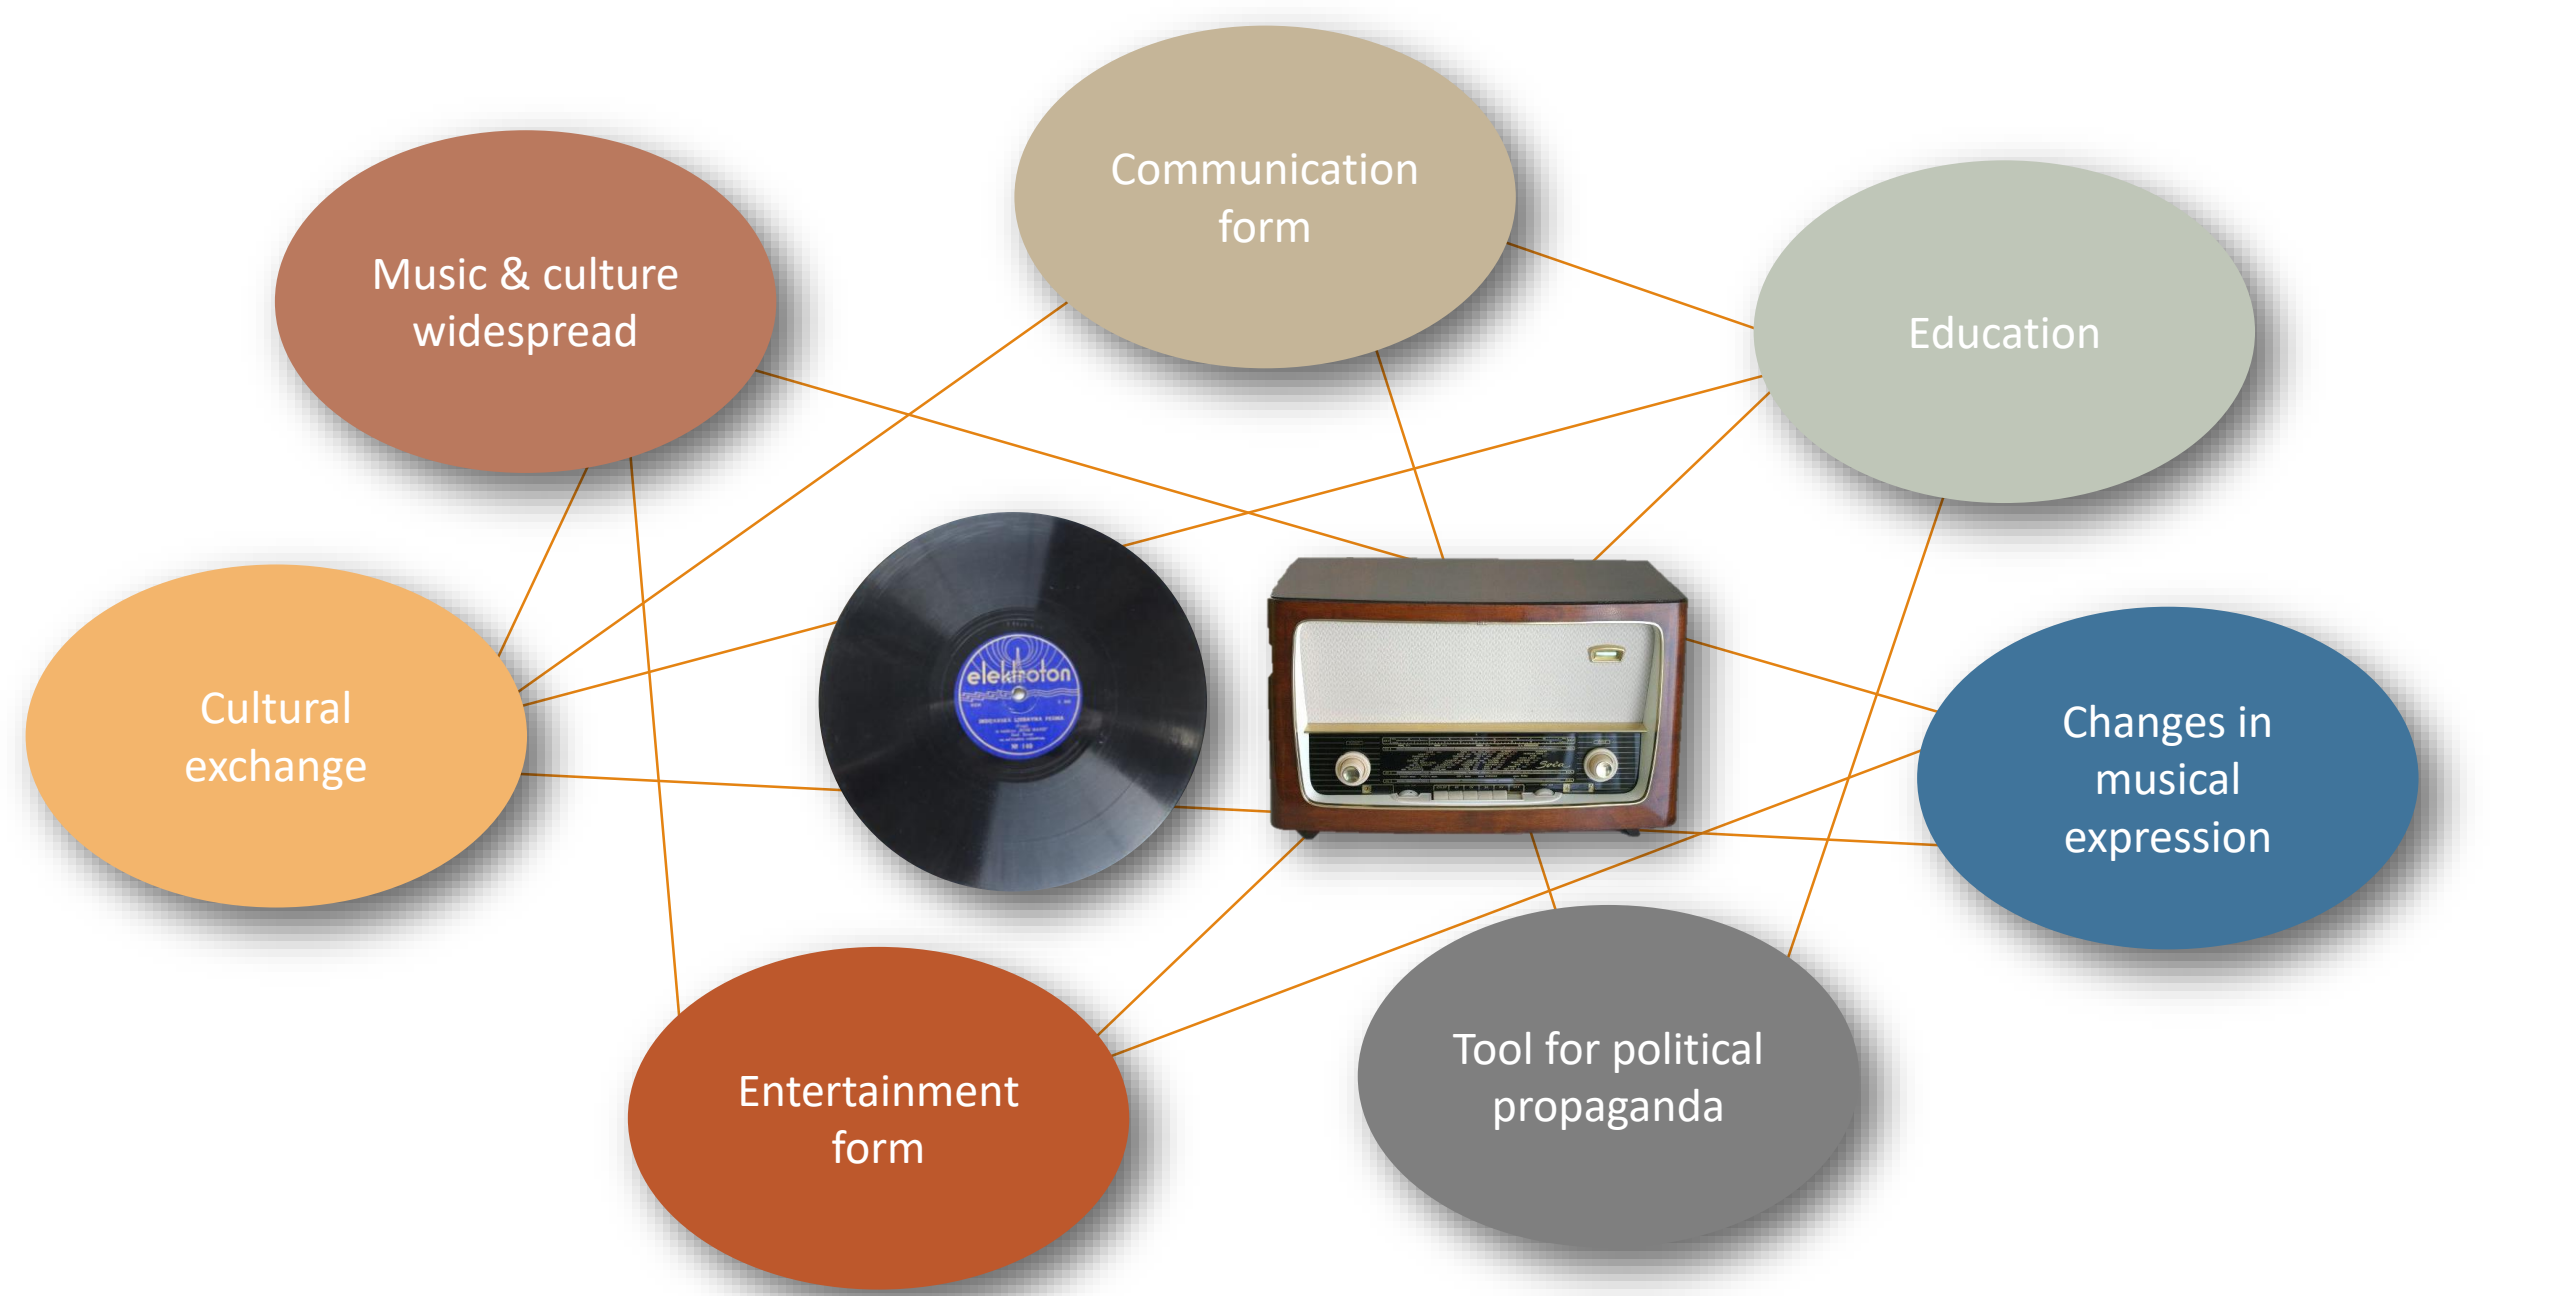 Communication
form
Music & culture
widespread
Education
elektroton
Cultural
exchange
Changes in
musical
expression
Entertainment
form
Tool for political
propaganda